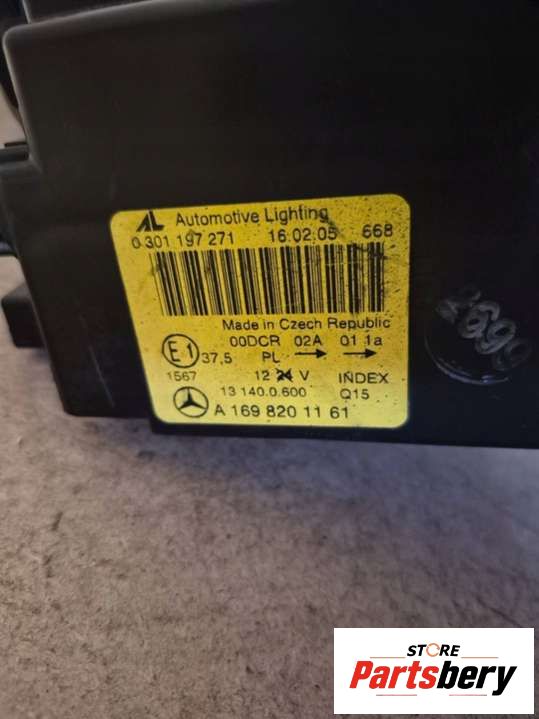 AL Automotive Lighting
0 301 197 271 16.02.05 668
Made in Czech Republic
00DCR 02A 01 1a
E1 37,5 PL → →
1567 12 24 V INDEX
13 140.0.600 Q15
A 169 820 11 61
STORE
Partsbery